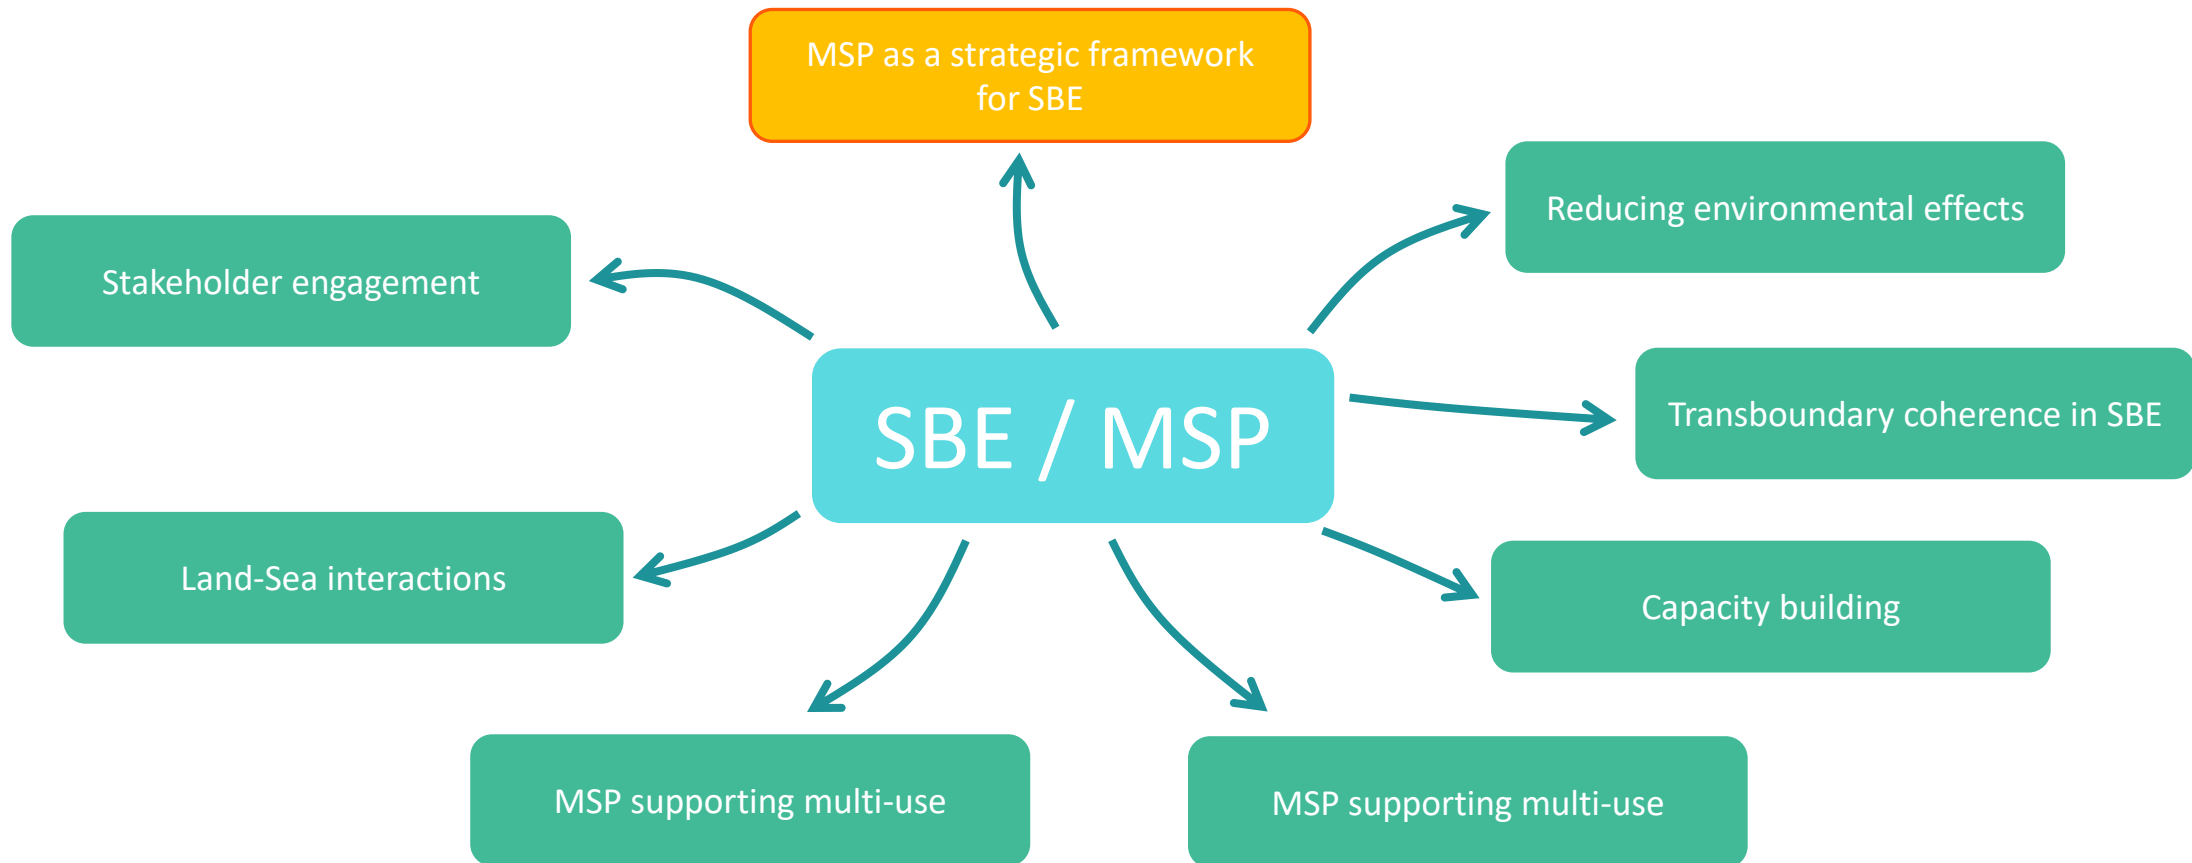 MSP as a strategic framework
for SBE
Reducing environmental effects
Stakeholder engagement
Transboundary coherence in SBE
SBE / MSP
Land-Sea interactions
Capacity building
MSP supporting multi-use
MSP supporting multi-use